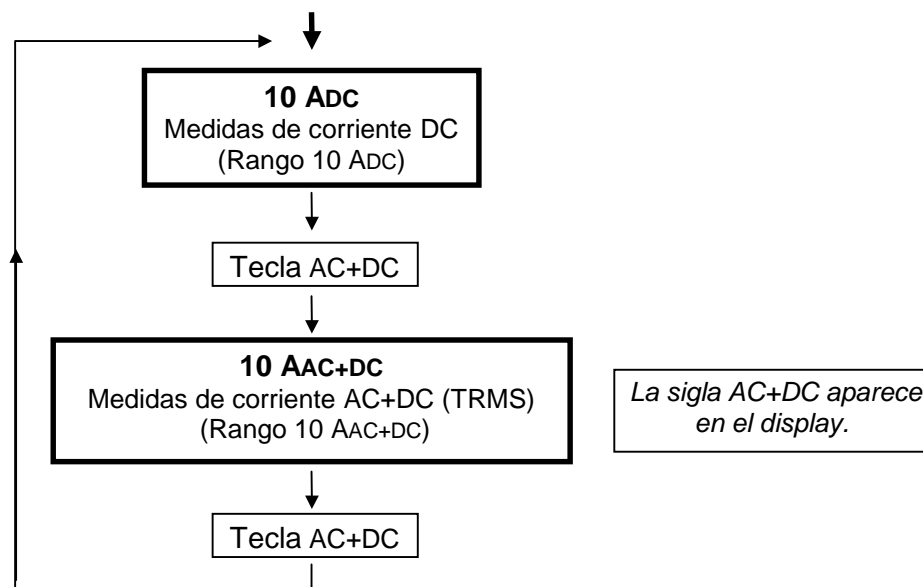 10 ADC
Medidas de corriente DC
(Rango 10 ADC)
Tecla AC+DC
10 AAC+DC
Medidas de corriente AC+DC (TRMS)
(Rango 10 AAC+DC)
La sigla AC+DC aparece
en el display.
Tecla AC+DC